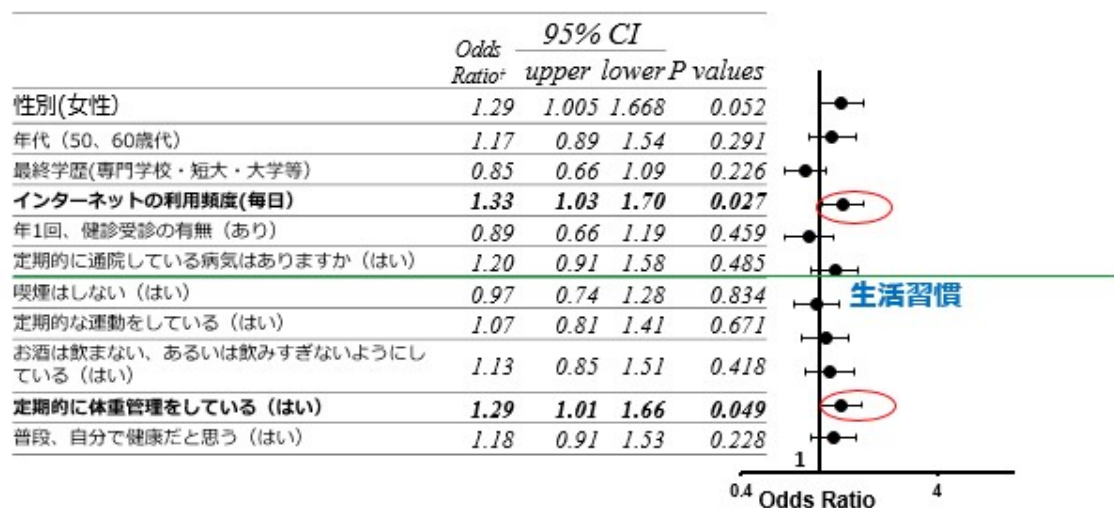 95% CI
Odds Ratio† upper lower P values
性別(女性) 1.29 1.005 1.668 0.052
年代（50、60歳代） 1.17 0.89 1.54 0.291
最終学歴(専門学校・短大・大学等） 0.85 0.66 1.09 0.226
インターネットの利用頻度(毎日） 1.33 1.03 1.70 0.027
年1回、健診受診の有無（あり） 0.89 0.66 1.19 0.459
定期的に通院している病気はありますか（はい） 1.20 0.91 1.58 0.485
生活習慣
喫煙はしない（はい） 0.97 0.74 1.28 0.834
定期的な運動をしている（はい） 1.07 0.81 1.41 0.671
お酒は飲まない、あるいは飲みすぎないようにし
ている（はい） 1.13 0.85 1.51 0.418
定期的に体重管理をしている（はい） 1.29 1.01 1.66 0.049
普段、自分で健康だと思う（はい） 1.18 0.91 1.53 0.228
1
0.4 Odds Ratio 4